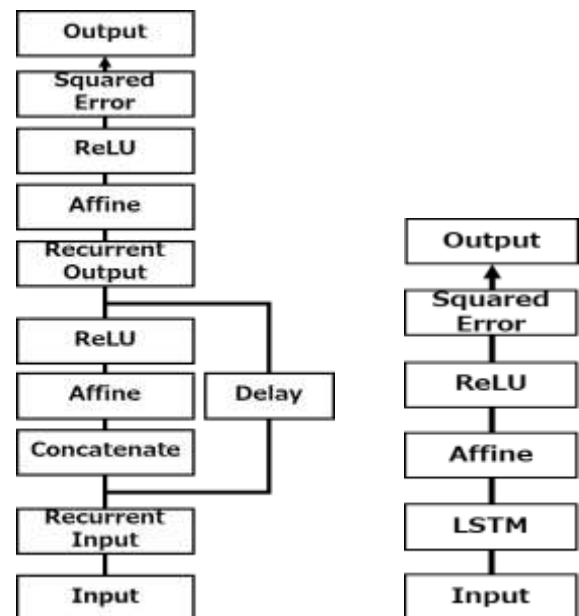 Output
Squared
Error
ReLU
Affine
Recurrent
Output
ReLU
Affine
Delay
Concatenate
Recurrent
Input
Input
Output
Squared
Error
ReLU
Affine
LSTM
Input